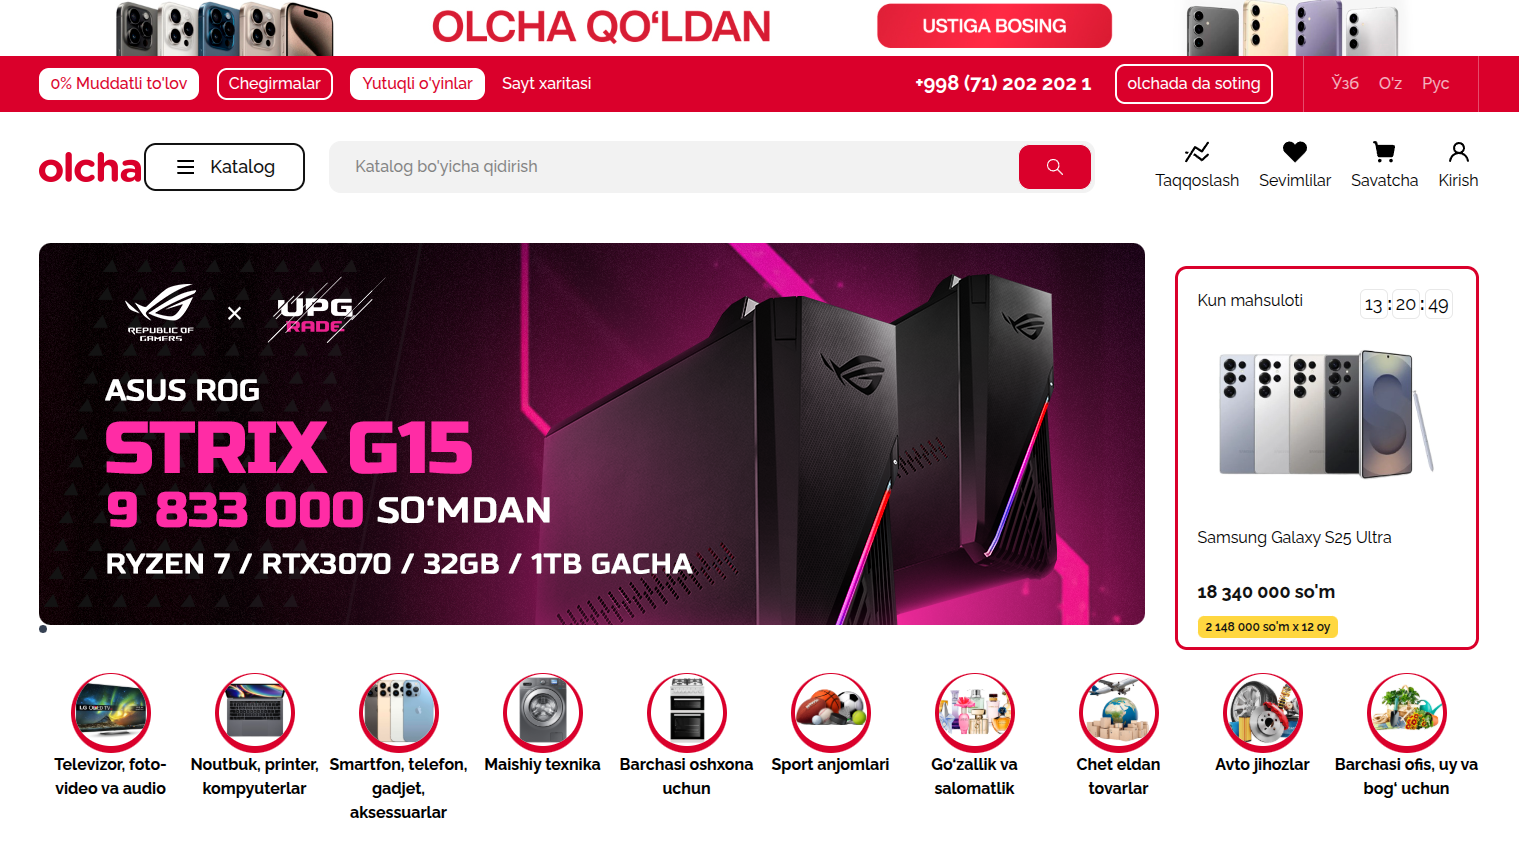 OLCHA QO‘LDAN
USTIGA BOSING
0% Muddatli to'lov
Chegirmalar
Yutuqli o'yinlar
Sayt xaritasi
+998 (71) 202 202 1
olchada da soting
Ўзб
O'z
Рус
olcha
Katalog
Katalog bo'yicha qidirish
Taqqoslash
Sevimlilar
Savatcha
Kirish
REPUBLIC OF
GAMERS
×
UPG
RADE
ASUS ROG
STRIX G15
9 833 000 SO‘MDAN
RYZEN 7 / RTX3070 / 32GB / 1TB GACHA
Kun mahsuloti
13:20:49
Samsung Galaxy S25 Ultra
18 340 000 so'm
2 148 000 so'm x 12 oy
Televizor, foto-
video va audio
Noutbuk, printer,
kompyuterlar
Smartfon, telefon,
gadjet,
aksessuarlar
Maishiy texnika
Barchasi oshxona
uchun
Sport anjomlari
Go‘zallik va
salomatlik
Chet eldan
tovarlar
Avto jihozlar
Barchasi ofis, uy va
bog‘ uchun